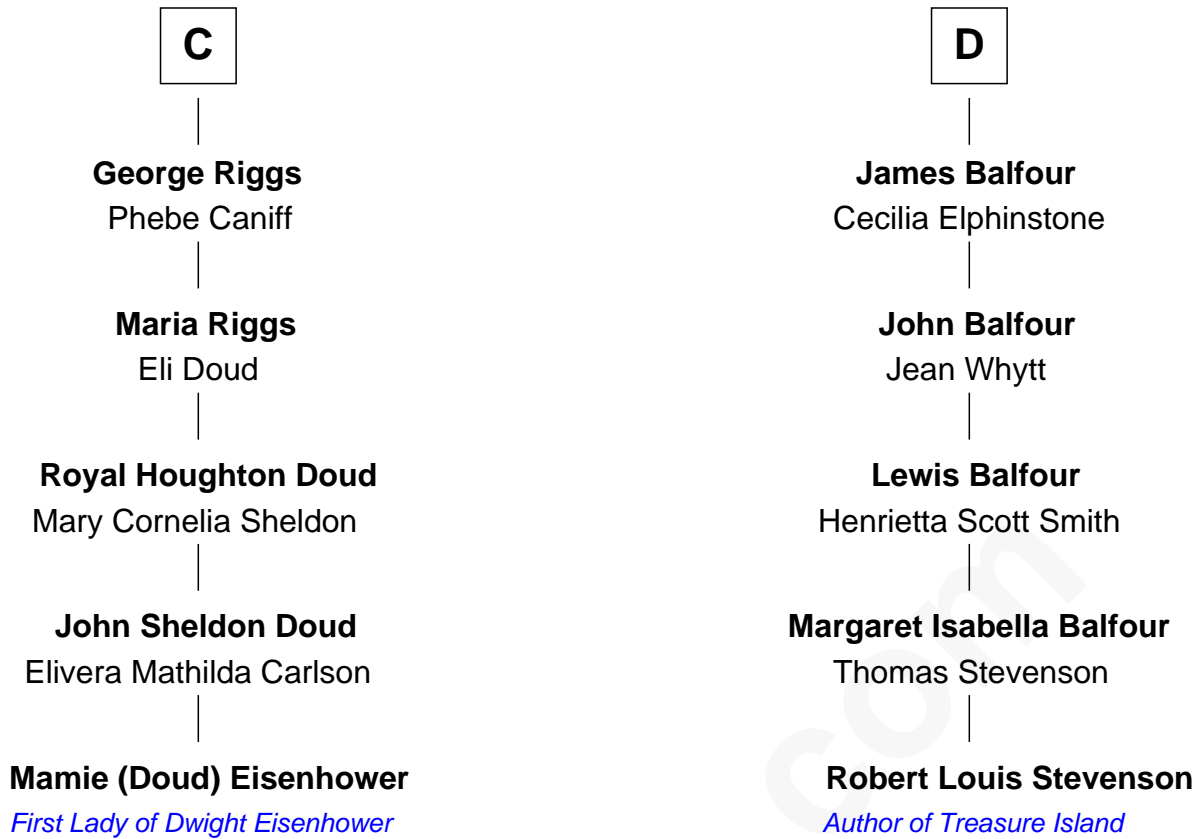 C
George Riggs
Phebe Caniff
Maria Riggs
Eli Doud
Royal Houghton Doud
Mary Cornelia Sheldon
John Sheldon Doud
Elivera Mathilda Carlson
Mamie (Doud) Eisenhower
First Lady of Dwight Eisenhower
D
James Balfour
Cecilia Elphinstone
John Balfour
Jean Whytt
Lewis Balfour
Henrietta Scott Smith
Margaret Isabella Balfour
Thomas Stevenson
Robert Louis Stevenson
Author of Treasure Island
com